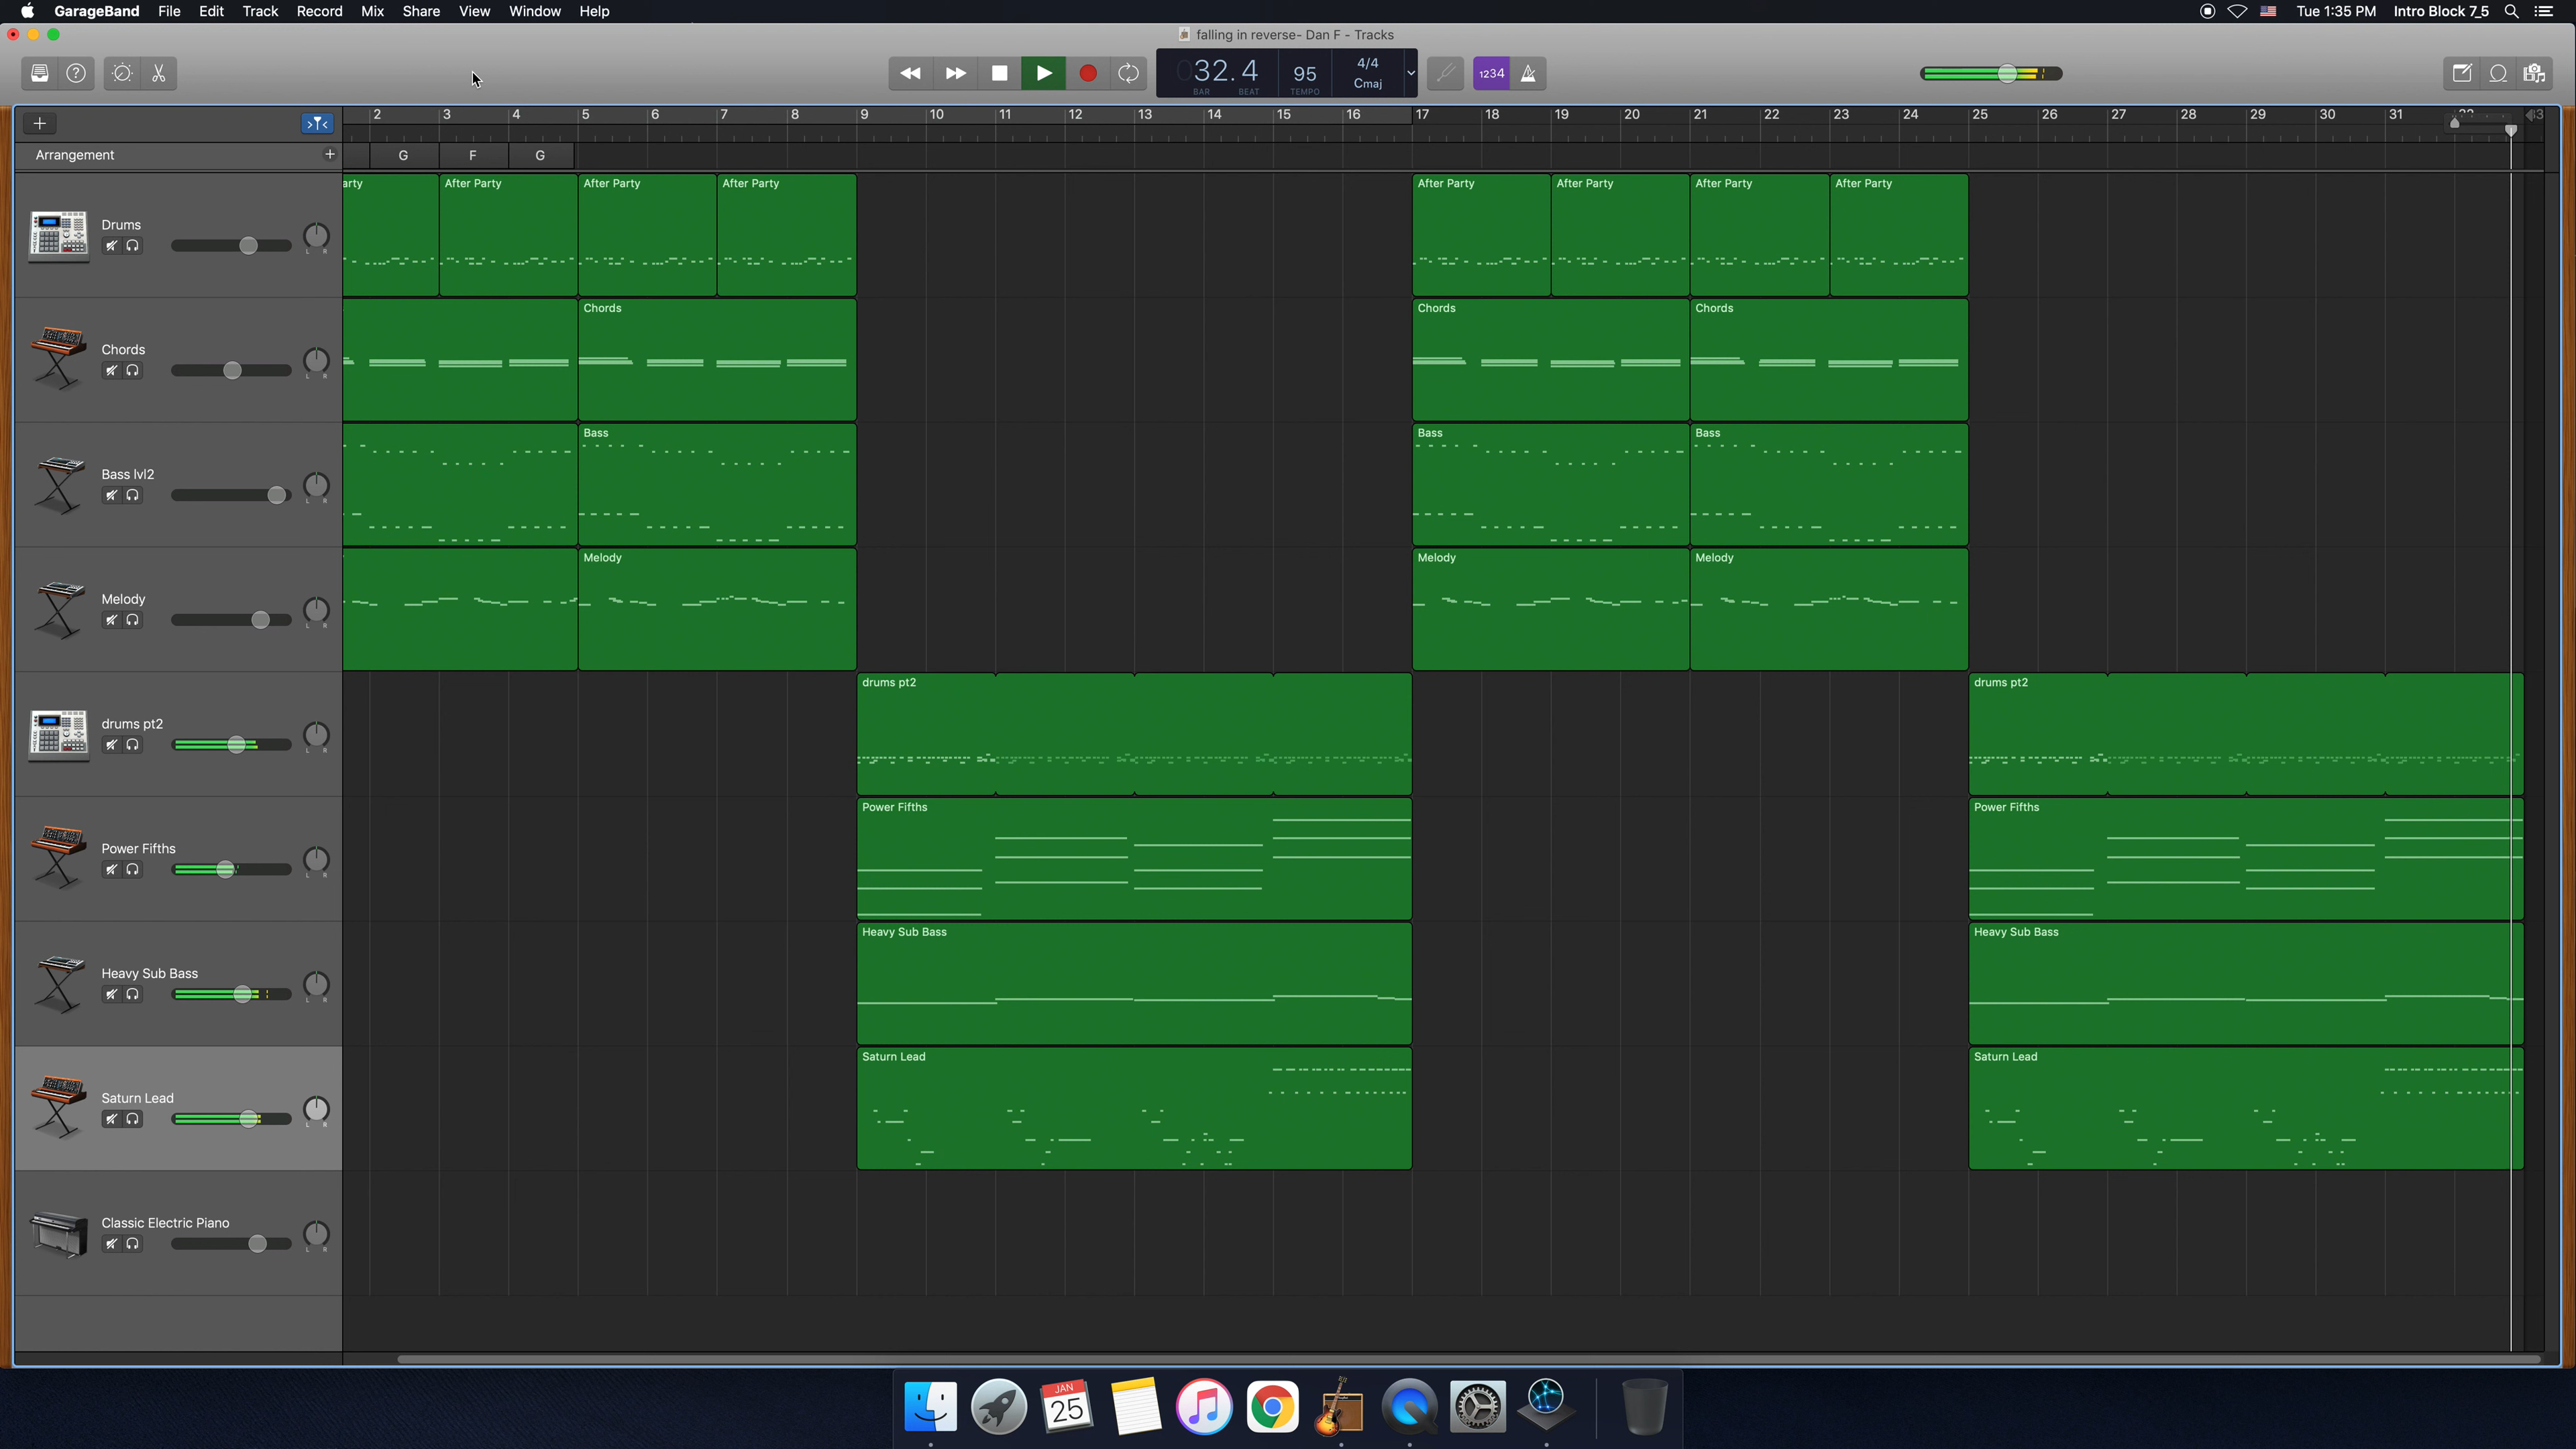 GarageBand File Edit Track Record Mix Share View Window Help
Tue 1:35 PM Intro Block 7_5
falling in reverse- Dan F - Tracks
32.4 95 4/4 Cmaj
BAR BEAT TEMPO
1234
2 3 4 5 6 7 8 9 10 11 12 13 14 15 16 17 18 19 20 21 22 23 24 25 26 27 28 29 30 31
Arrangement G F G
arty After Party After Party After Party After Party After Party After Party After Party
Drums
L R
Chords Chords Chords
Chords
L R
Bass Bass Bass
Bass lvl2
L R
Melody Melody Melody
Melody
L R
drums pt2 drums pt2
drums pt2
L R
Power Fifths Power Fifths
Power Fifths
L R
Heavy Sub Bass Heavy Sub Bass
Heavy Sub Bass
L R
Saturn Lead Saturn Lead
Saturn Lead
L R
Classic Electric Piano
L R
JAN
25